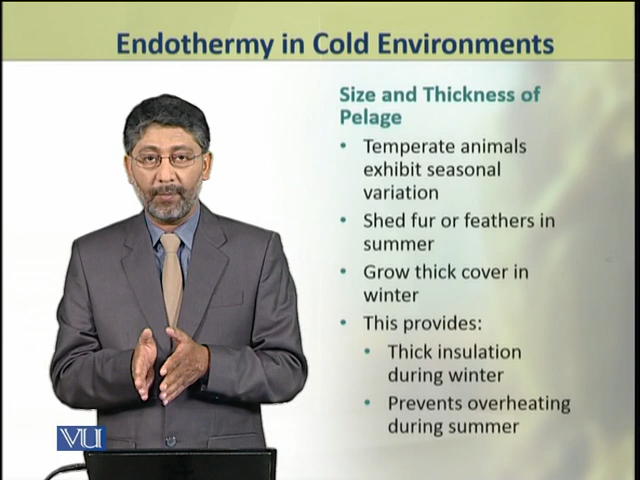 Endothermy in Cold Environments
Size and Thickness of
Pelage
• Temperate animals
exhibit seasonal
variation
• Shed fur or feathers in
summer
• Grow thick cover in
winter
• This provides:
• Thick insulation
during winter
• Prevents overheating
during summer
VU